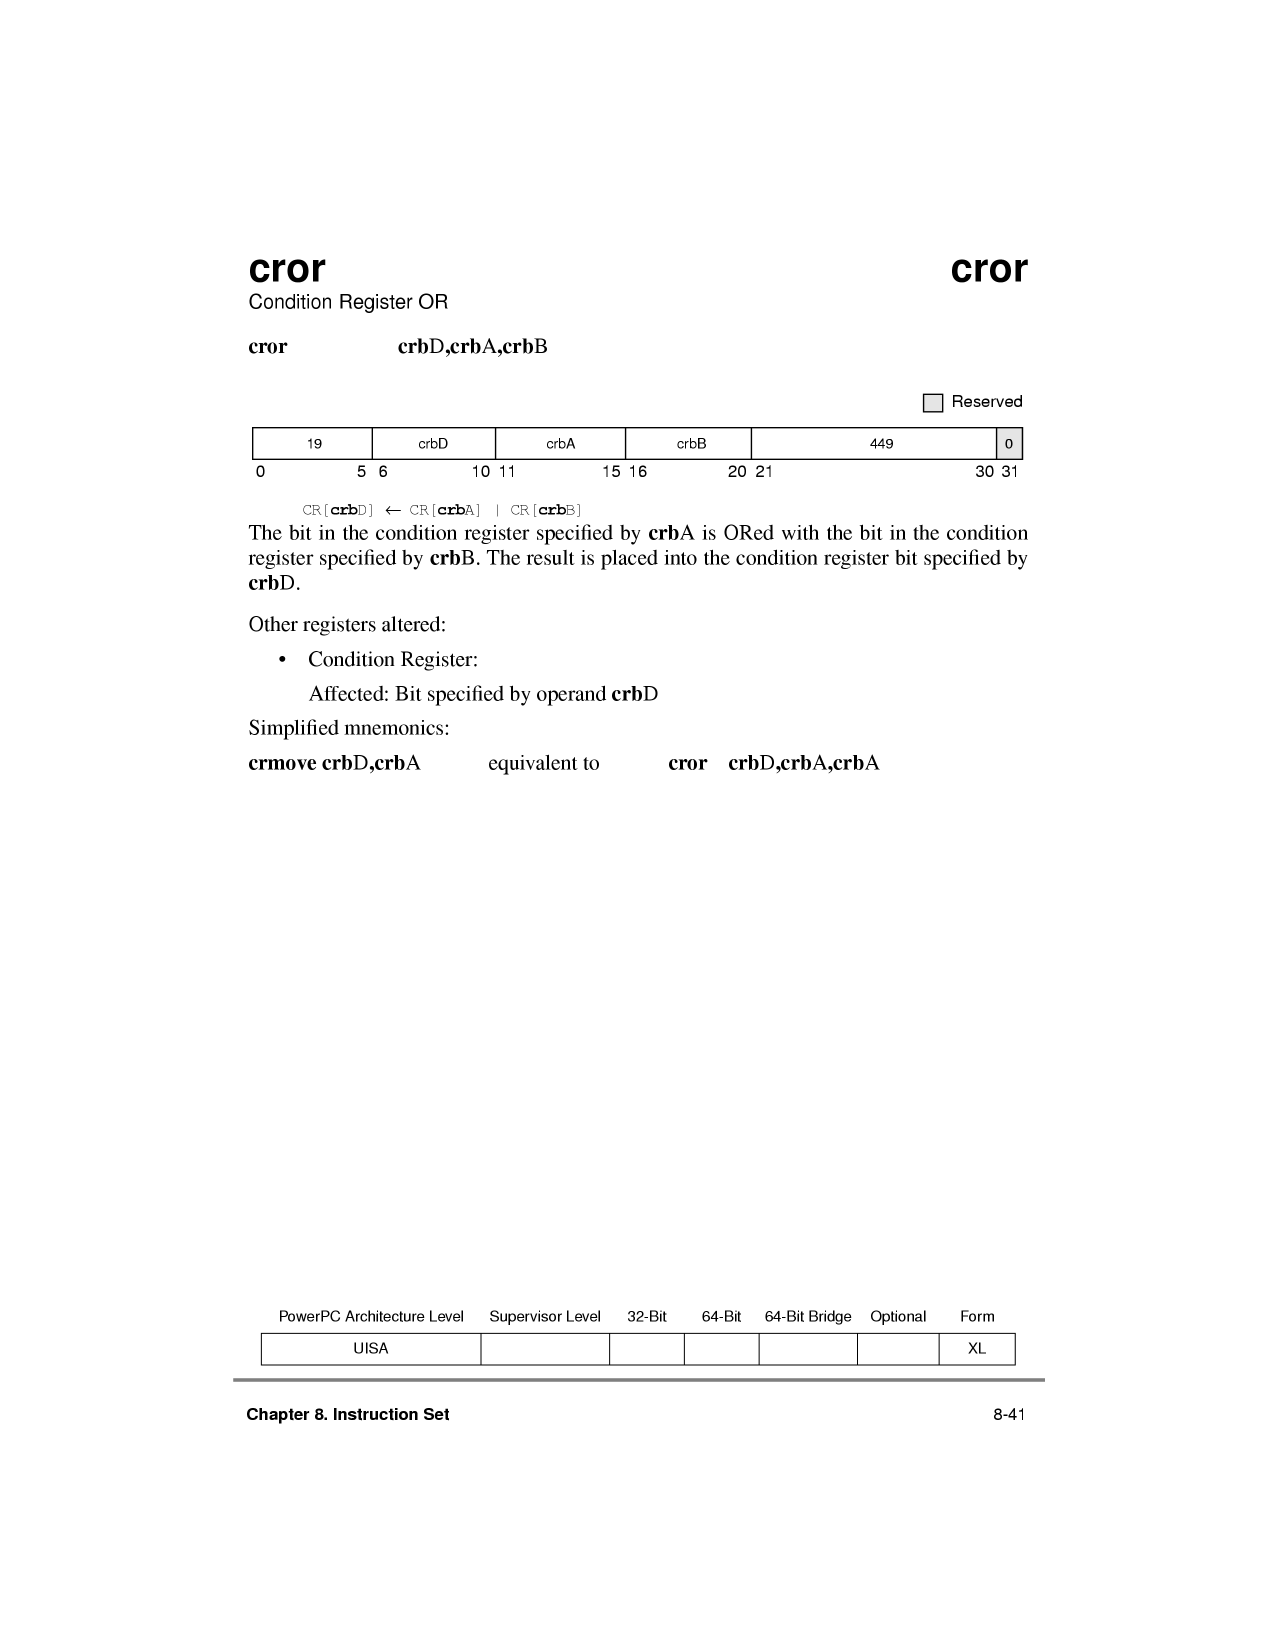 cror cror
Condition Register OR
cror crbD,crbA,crbB
Reserved
19 crbD crbA crbB 449 0
0 5 6 10 11 15 16 20 21 30 31
CR[crbD] ← CR[crbA] | CR[crbB]
The bit in the condition register specified by crbA is ORed with the bit in the condition
register specified by crbB. The result is placed into the condition register bit specified by
crbD.
Other registers altered:
• Condition Register:
Affected: Bit specified by operand crbD
Simplified mnemonics:
crmove crbD,crbA equivalent to cror crbD,crbA,crbA
PowerPC Architecture Level Supervisor Level 32-Bit 64-Bit 64-Bit Bridge Optional Form
UISA XL
Chapter 8. Instruction Set 8-41